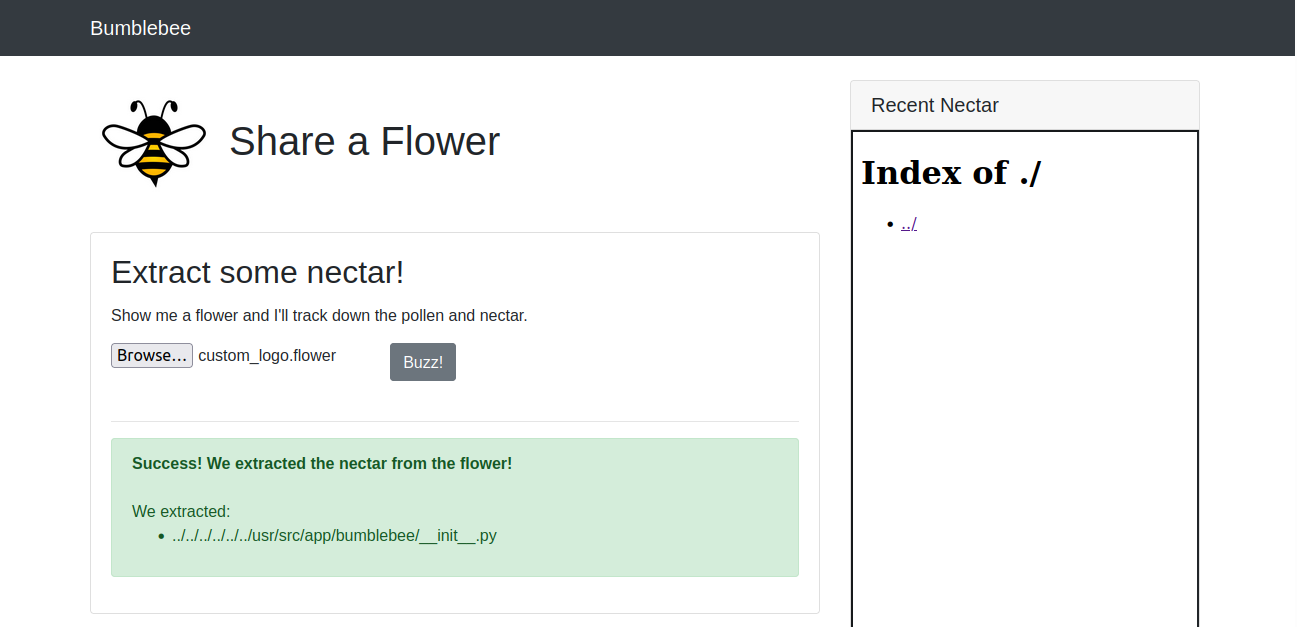 Bumblebee
Share a Flower
Extract some nectar!
Show me a flower and I'll track down the pollen and nectar.
Browse... custom_logo.flower Buzz!
Success! We extracted the nectar from the flower!
We extracted:
• ../../../../../../usr/src/app/bumblebee/__init__.py
Recent Nectar
Index of ./
• ../